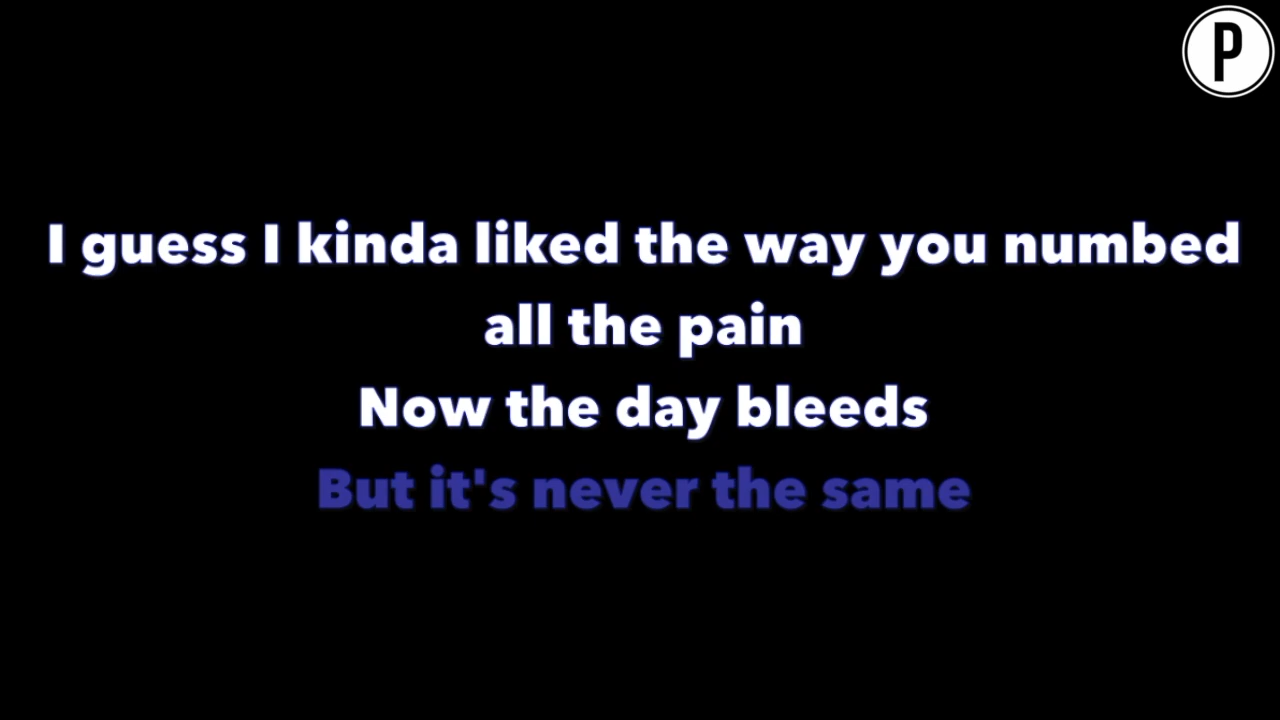 P
I guess I kinda liked the way you numbed
all the pain
Now the day bleeds
But it's never the same